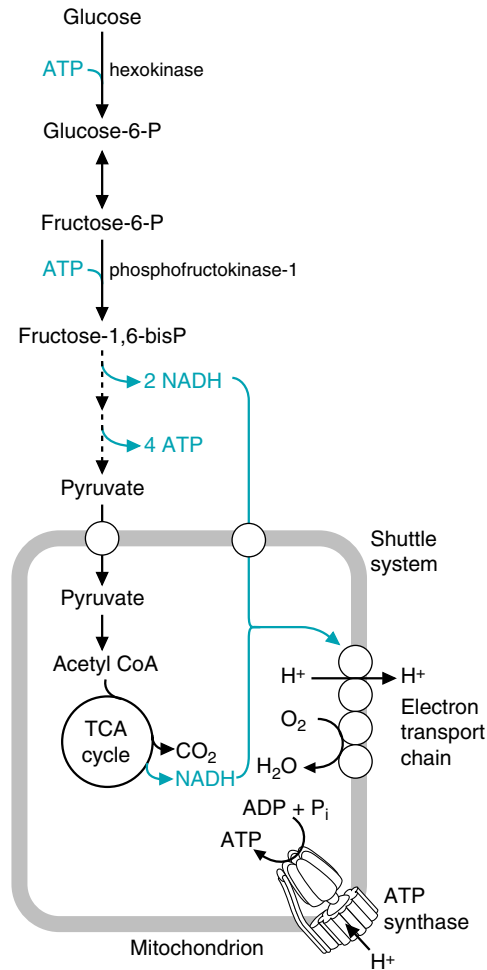 Glucose
ATP hexokinase
Glucose-6-P
Fructose-6-P
ATP phosphofructokinase-1
Fructose-1,6-bisP
2 NADH
4 ATP
Pyruvate
Shuttle
system
Pyruvate
Acetyl CoA
H⁺ H⁺
TCA
cycle
CO₂
NADH
O₂
H₂O
Electron
transport
chain
ADP + Pᵢ
ATP
ATP
synthase
Mitochondrion
H⁺